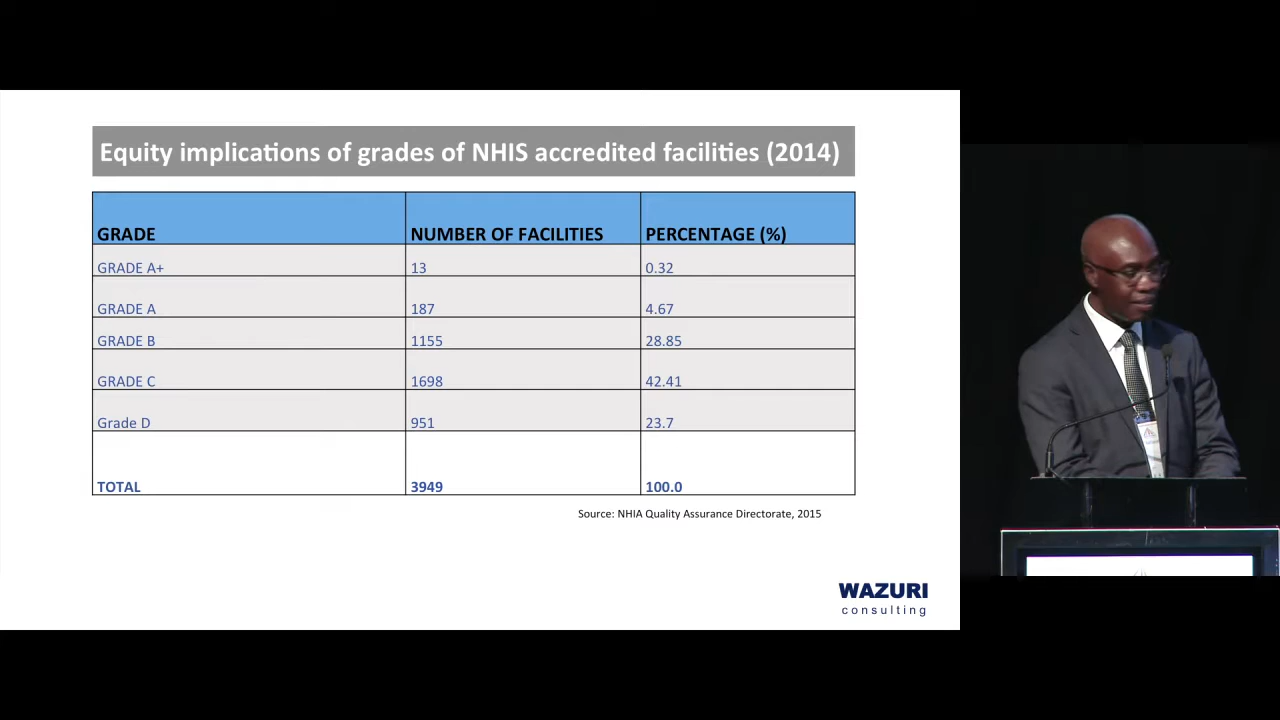 Equity implications of grades of NHIS accredited facilities (2014)
GRADE NUMBER OF FACILITIES PERCENTAGE (%)
GRADE A+ 13 0.32
GRADE A 187 4.67
GRADE B 1155 28.85
GRADE C 1698 42.41
Grade D 951 23.7
TOTAL 3949 100.0
Source: NHIA Quality Assurance Directorate, 2015
WAZURI
consulting